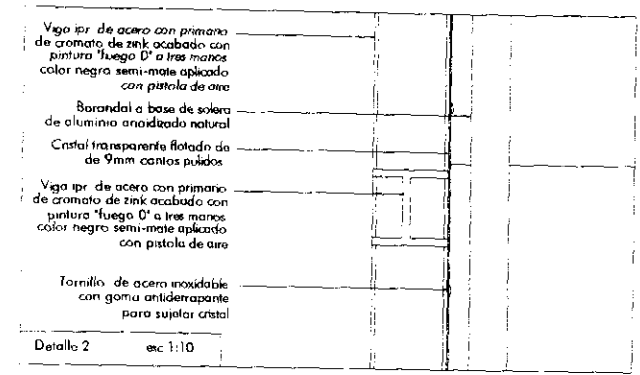 Viga ipr de acero con primario
de cromato de zink acabado con
pintura "fuego 0" a tres manos
color negro semi-mate aplicado
con pistola de aire
Barandal a base de solera
de aluminio anodizado natural
Cristal transparente flotado de
de 9mm cantos pulidos
Viga ipr de acero con primario
de cromato de zink acabado con
pintura "fuego 0" a tres manos
color negro semi-mate aplicado
con pistola de aire
Tornillo de acero inoxidable
con goma antiderrapante
para sujetar cristal
Detalle 2 esc 1:10